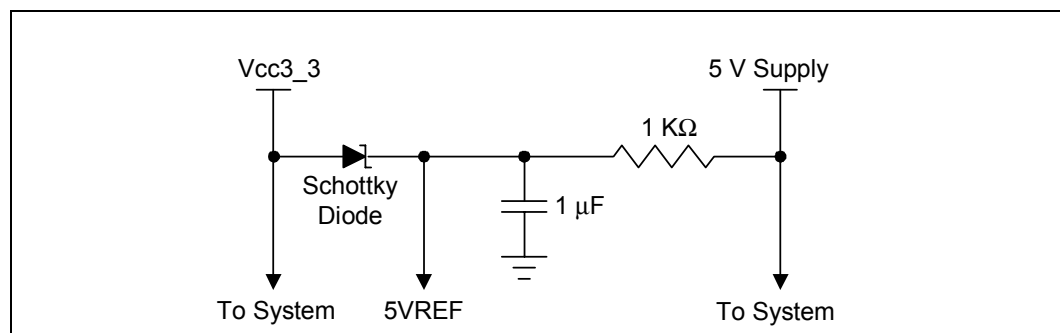 Vcc3_3
5 V Supply
1 KΩ
Schottky
Diode
1 μF
To System
5VREF
To System